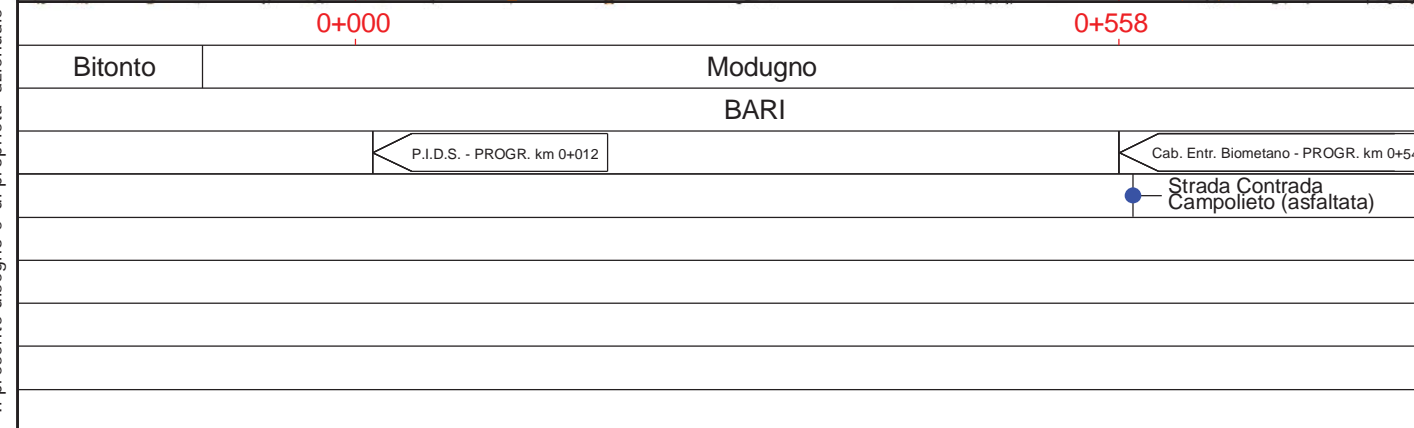 0+000 0+558
Bitonto Modugno
BARI
P.I.D.S. - PROGR. km 0+012 Cab. Entr. Biometano - PROGR. km 0+54
Strada Contrada
Campolieto (asfaltata)